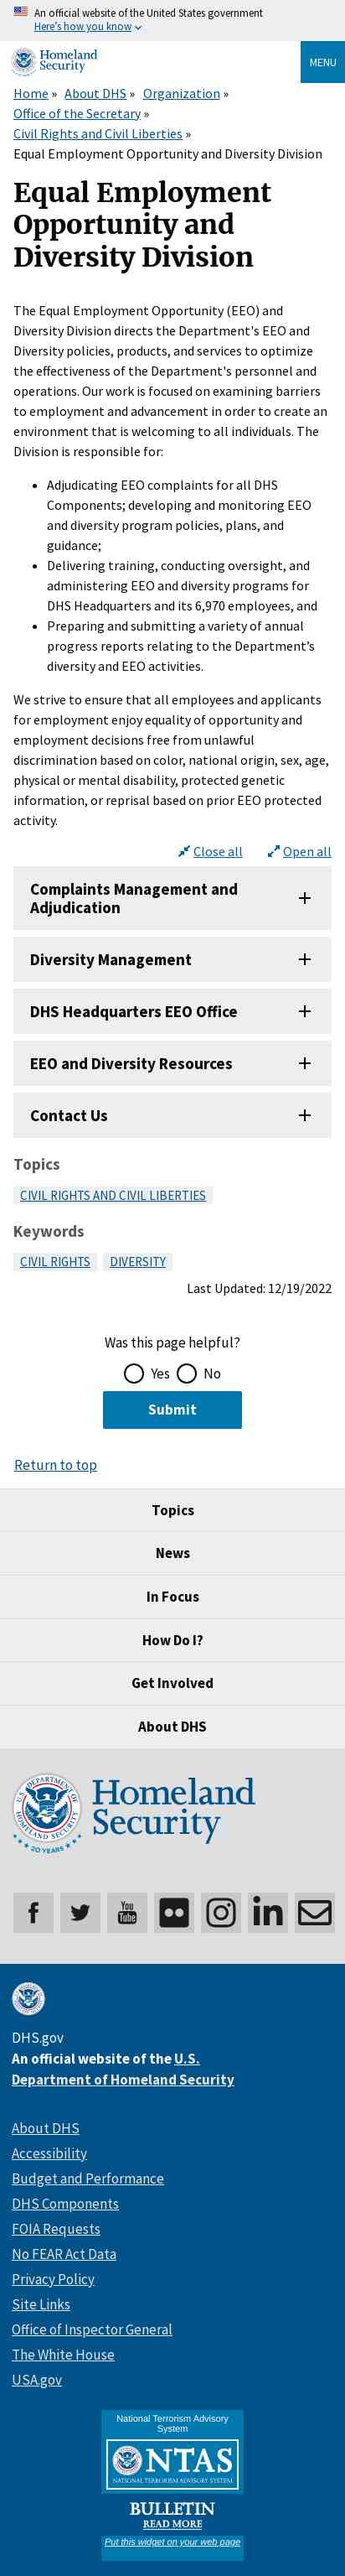 An official website of the United States government
Here's how you know
Homeland
Security
MENU
Home » About DHS » Organization »
Office of the Secretary »
Civil Rights and Civil Liberties »
Equal Employment Opportunity and Diversity Division
Equal Employment
Opportunity and
Diversity Division
The Equal Employment Opportunity (EEO) and
Diversity Division directs the Department's EEO and
Diversity policies, products, and services to optimize
the effectiveness of the Department's personnel and
operations. Our work is focused on examining barriers
to employment and advancement in order to create an
environment that is welcoming to all individuals. The
Division is responsible for:
• Adjudicating EEO complaints for all DHS
Components; developing and monitoring EEO
and diversity program policies, plans, and
guidance;
• Delivering training, conducting oversight, and
administering EEO and diversity programs for
DHS Headquarters and its 6,970 employees, and
• Preparing and submitting a variety of annual
progress reports relating to the Department's
diversity and EEO activities.
We strive to ensure that all employees and applicants
for employment enjoy equality of opportunity and
employment decisions free from unlawful
discrimination based on color, national origin, sex, age,
physical or mental disability, protected genetic
information, or reprisal based on prior EEO protected
activity.
Close all Open all
Complaints Management and
Adjudication
Diversity Management
DHS Headquarters EEO Office
EEO and Diversity Resources
Contact Us
Topics
CIVIL RIGHTS AND CIVIL LIBERTIES
Keywords
CIVIL RIGHTS DIVERSITY
Last Updated: 12/19/2022
Was this page helpful?
Yes No
Submit
Return to top
Topics
News
In Focus
How Do I?
Get Involved
About DHS
U.S. DEPARTMENT OF
HOMELAND SECURITY
20 YEARS
Homeland
Security
You
Tube
DHS.gov
An official website of the U.S.
Department of Homeland Security
About DHS
Accessibility
Budget and Performance
DHS Components
FOIA Requests
No FEAR Act Data
Privacy Policy
Site Links
Office of Inspector General
The White House
USA.gov
National Terrorism Advisory
System
NTAS
NATIONAL TERRORISM ADVISORY SYSTEM
BULLETIN
READ MORE
Put this widget on your web page